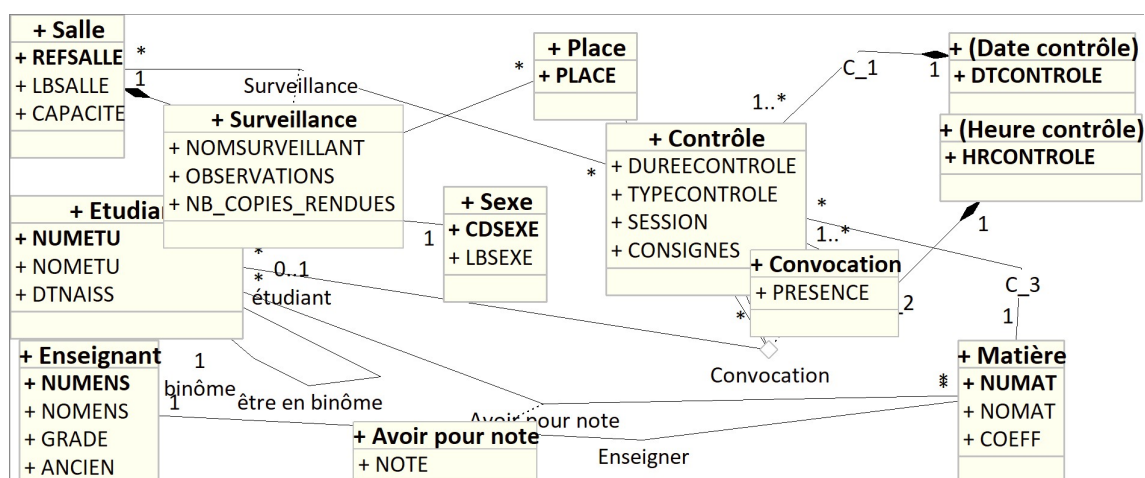 + Salle
+ REFSALLE
+ LBSALLE
+ CAPACITE
*
1
Surveillance
+ Surveillance
+ NOMSURVEILLANT
+ OBSERVATIONS
+ NB_COPIES_RENDUES
*
+ Place
+ PLACE
C_1
1
1..*
+ (Date contrôle)
+ DTCONTROLE
+ (Heure contrôle)
+ HRCONTROLE
1
+ Contrôle
+ DUREECONTROLE
+ TYPECONTROLE
+ SESSION
+ CONSIGNES
*
*
1..*
*
+ Convocation
+ PRESENCE
_2
Convocation
C_3
1
+ Sexe
+ CDSEXE
+ LBSEXE
1
+ Etudia
+ NUMETU
+ NOMETU
+ DTNAISS
*
0..1
*
étudiant
1
binôme
être en binôme
+ Enseignant
+ NUMENS
+ NOMENS
+ GRADE
+ ANCIEN
1
Avoir pour note
+ Avoir pour note
+ NOTE
Enseigner
*
*
+ Matière
+ NUMAT
+ NOMAT
+ COEFF